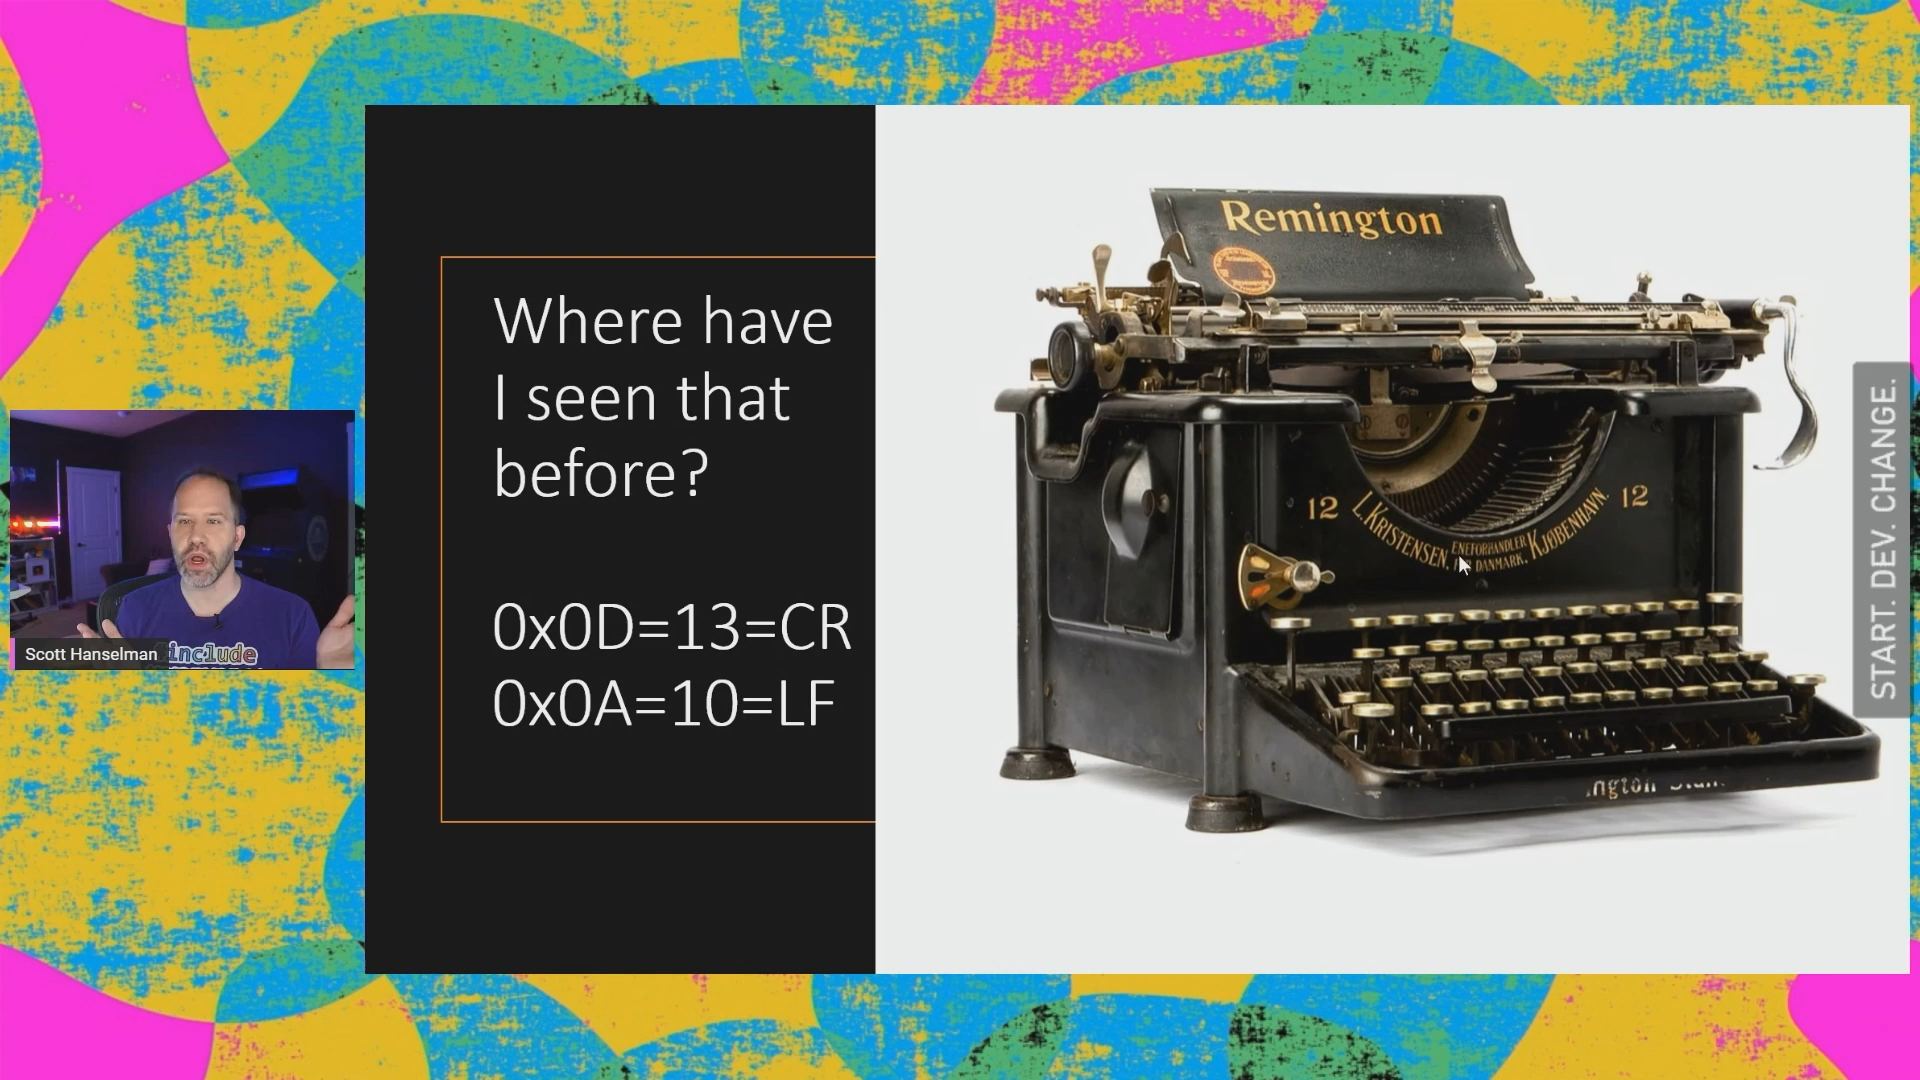 Where have
I seen that
before?
0x0D=13=CR
0x0A=10=LF
Remington
12
L.KRISTENSEN.
ENEFORHANDLER
DANMARK.
KJØBENHAVN.
12
START. DEV. CHANGE.
Scott Hanselman
#include